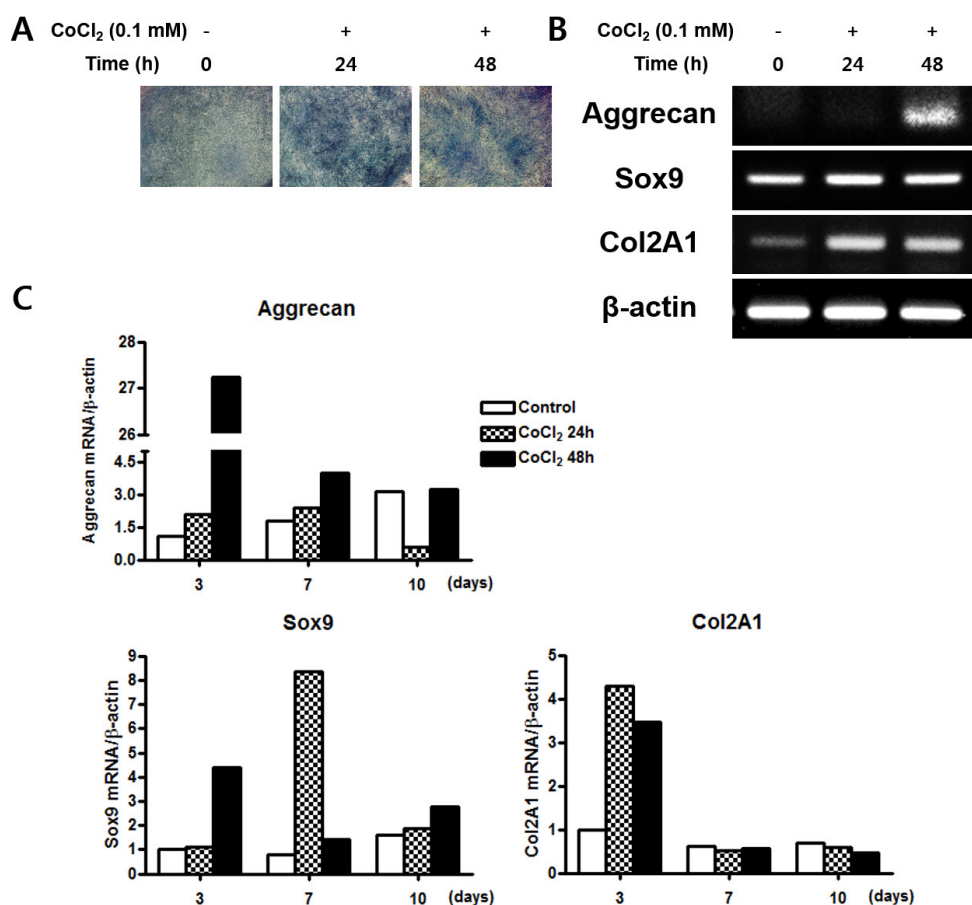 A
CoCl₂ (0.1 mM) - + +
Time (h) 0 24 48
B
CoCl₂ (0.1 mM) - + +
Time (h) 0 24 48
Aggrecan
Sox9
Col2A1
β-actin
C
Aggrecan
Aggrecan mRNA/β-actin
28
27
26
4.5
3.0
1.5
0.0
3 7 10 (days)
Control
CoCl₂ 24h
CoCl₂ 48h
Sox9
Sox9 mRNA/β-actin
9
8
7
6
5
4
3
2
1
0
3 7 10 (days)
Col2A1
Col2A1 mRNA/β-actin
5
4
3
2
1
0
3 7 10 (days)